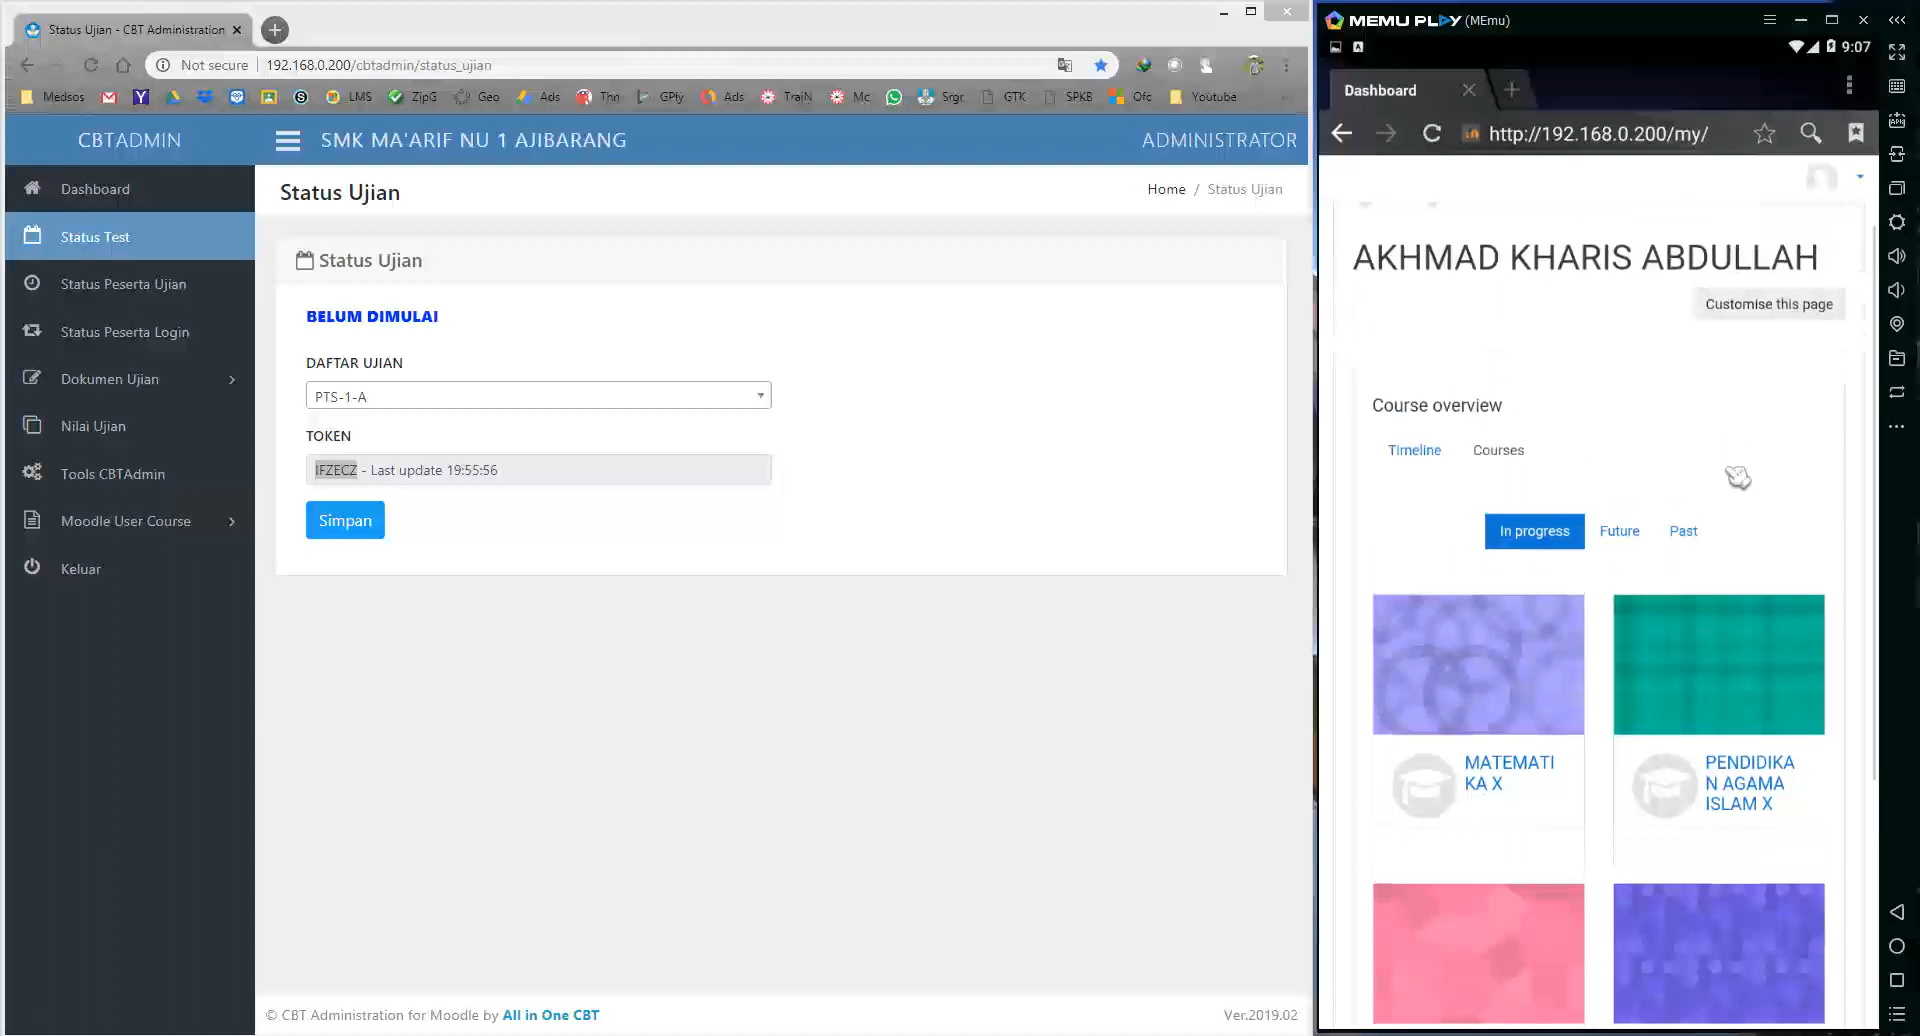 Status Ujian - CBT Administration
Not secure
192.168.0.200/cbtadmin/status_ujian
Medsos
LMS
ZipG
Geo
Ads
Thn
GPly
Ads
TrajN
Mc
Srgr
GTK
SPKB
Ofc
Youtube
CBTADMIN
SMK MA'ARIF NU 1 AJIBARANG
ADMINISTRATOR
Dashboard
Status Test
Status Peserta Ujian
Status Peserta Login
Dokumen Ujian
Nilai Ujian
Tools CBTAdmin
Moodle User Course
Keluar
Status Ujian
Home / Status Ujian
Status Ujian
BELUM DIMULAI
DAFTAR UJIAN
PTS-1-A
TOKEN
IFZECZ - Last update 19:55:56
Simpan
© CBT Administration for Moodle by All in One CBT
Ver.2019.02
MEMU PLAY (MEmu)
9:07
Dashboard
http://192.168.0.200/my/
AKHMAD KHARIS ABDULLAH
Customise this page
Course overview
Timeline
Courses
In progress
Future
Past
MATEMATI
KA X
PENDIDIKA
N AGAMA
ISLAM X